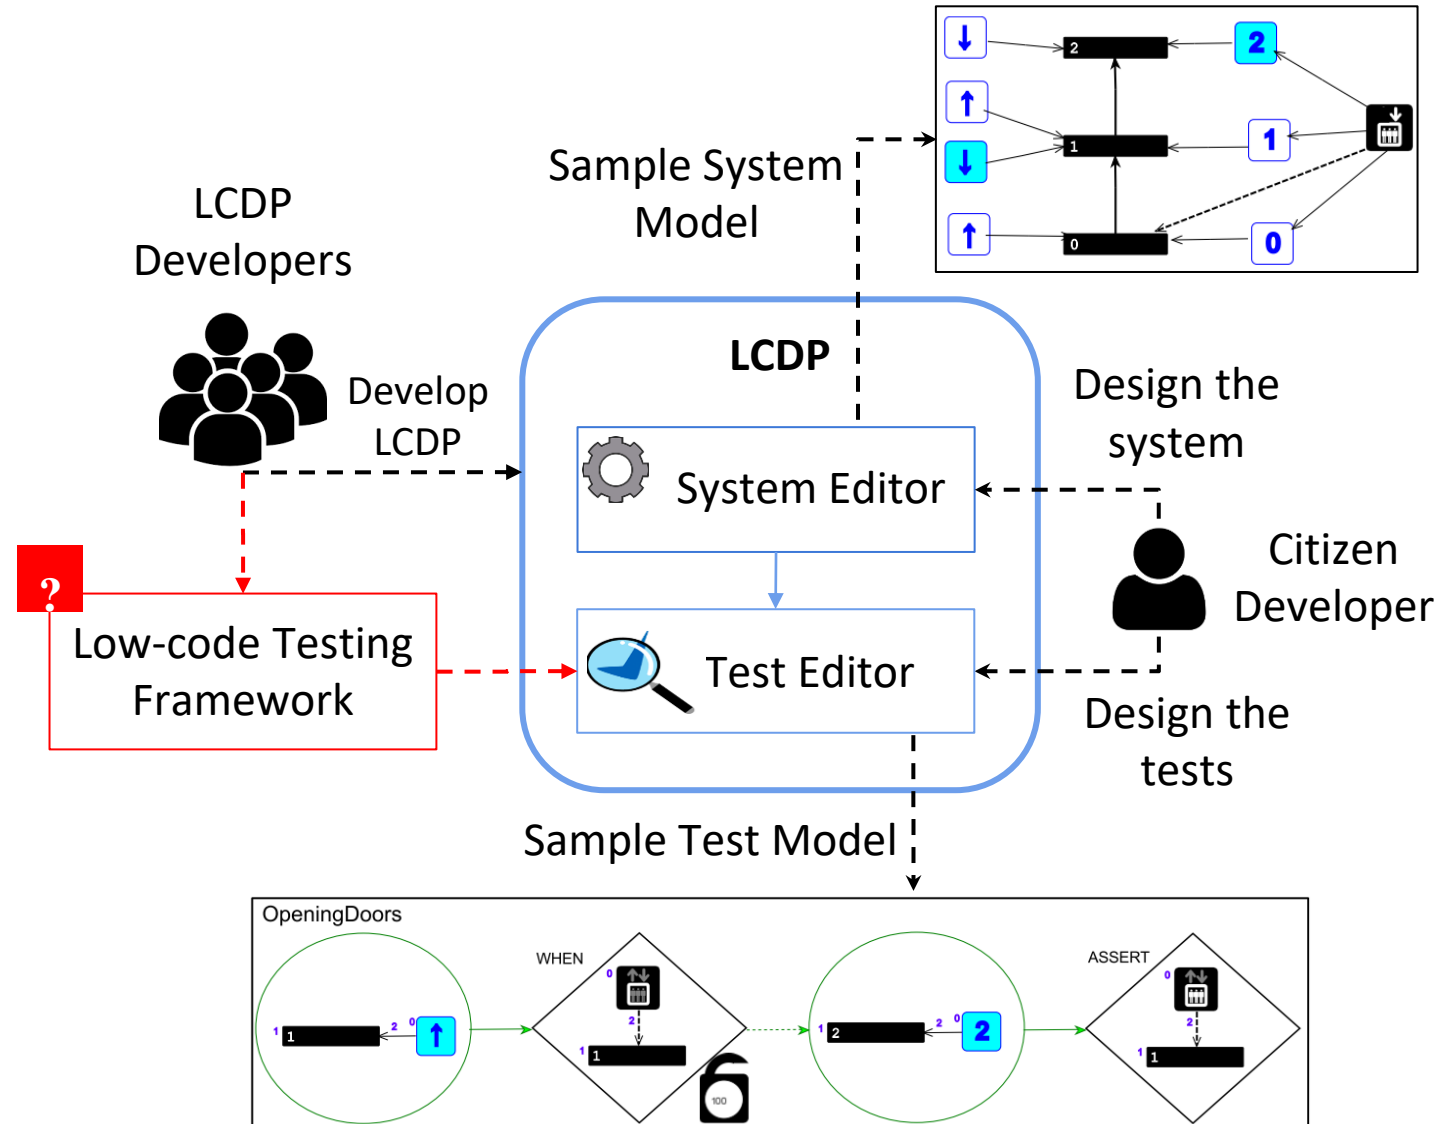 2
2
1
1
0
0
Sample System
Model
LCDP
Developers
LCDP
Develop
LCDP
Design the
system
System Editor
Citizen
Developer
?
Low-code Testing
Framework
Test Editor
Design the
tests
Sample Test Model
OpeningDoors
WHEN
ASSERT
0
0
1
1
2
0
2
1
2
2
0
2
2
1
1
1
1
100